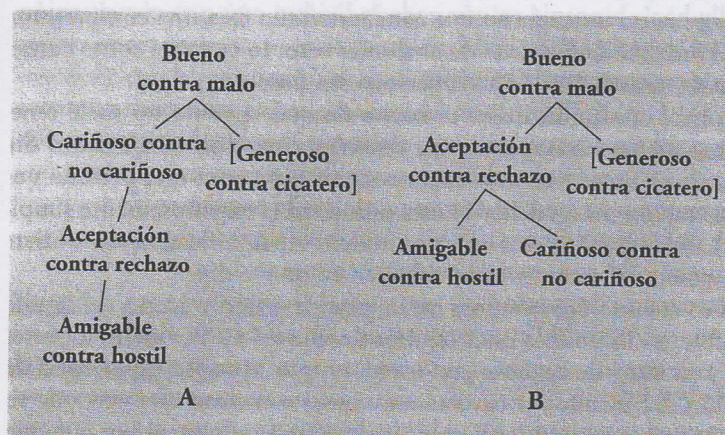 Bueno
contra malo
Cariñoso contra
no cariñoso
[Generoso
contra cicatero]
Aceptación
contra rechazo
Amigable
contra hostil
A
Bueno
contra malo
Aceptación
contra rechazo
[Generoso
contra cicatero]
Amigable
contra hostil
Cariñoso contra
no cariñoso
B